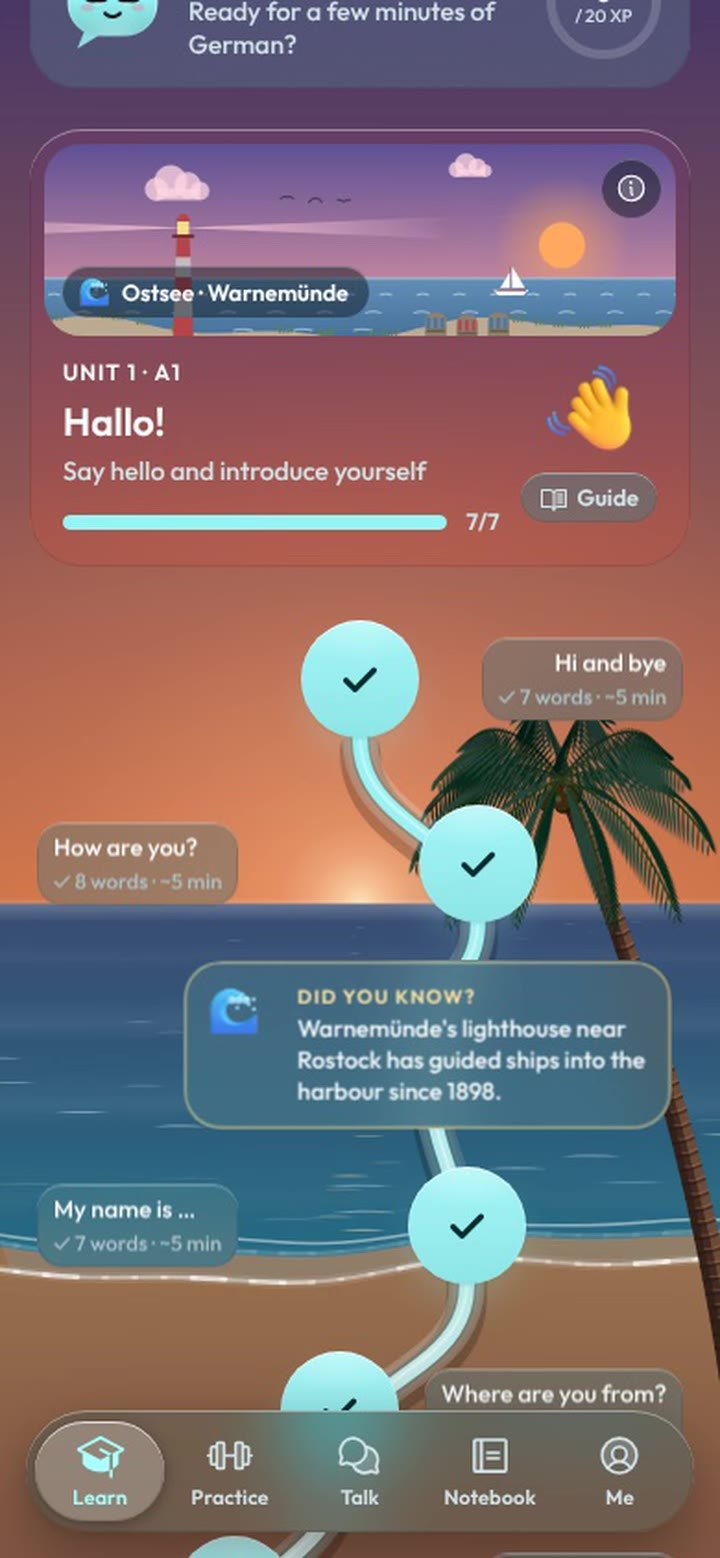 Ready for a few minutes of
German?
/ 20 XP
Ostsee · Warnemünde
UNIT 1 · A1
Hallo!
Say hello and introduce yourself
7/7
Guide
Hi and bye
7 words · ~5 min
How are you?
8 words · ~5 min
DID YOU KNOW?
Warnemünde's lighthouse near
Rostock has guided ships into the
harbour since 1898.
My name is ...
7 words · ~5 min
Where are you from?
Learn
Practice
Talk
Notebook
Me